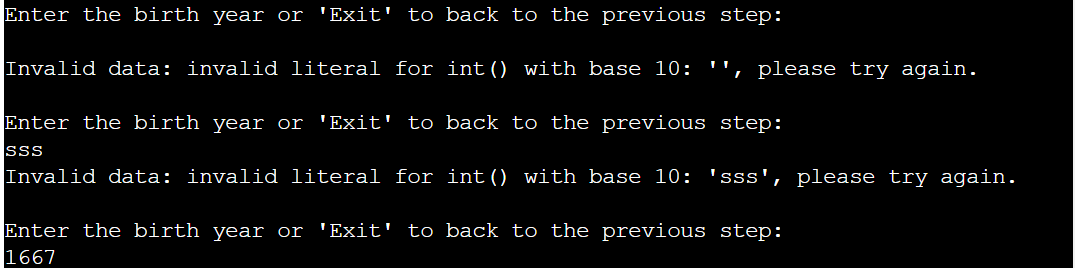 Enter the birth year or 'Exit' to back to the previous step:
Invalid data: invalid literal for int() with base 10: '', please try again.
Enter the birth year or 'Exit' to back to the previous step:
sss
Invalid data: invalid literal for int() with base 10: 'sss', please try again.
Enter the birth year or 'Exit' to back to the previous step:
1667